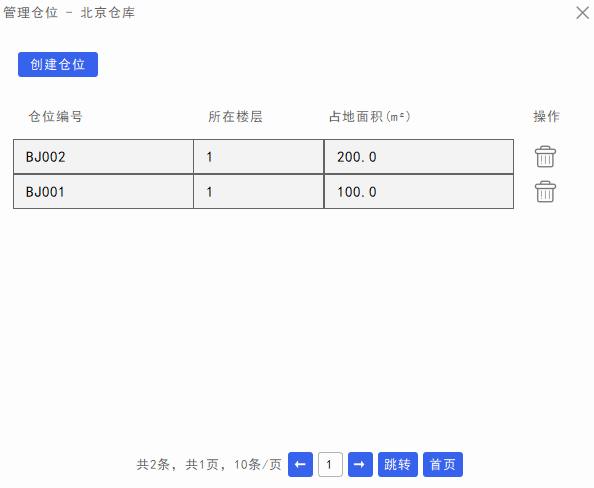 管理仓位 - 北京仓库
创建仓位
仓位编号 所在楼层 占地面积(m²) 操作
BJ002 1 200.0
BJ001 1 100.0
共2条, 共1页, 10条/页 ← 1 → 跳转 首页